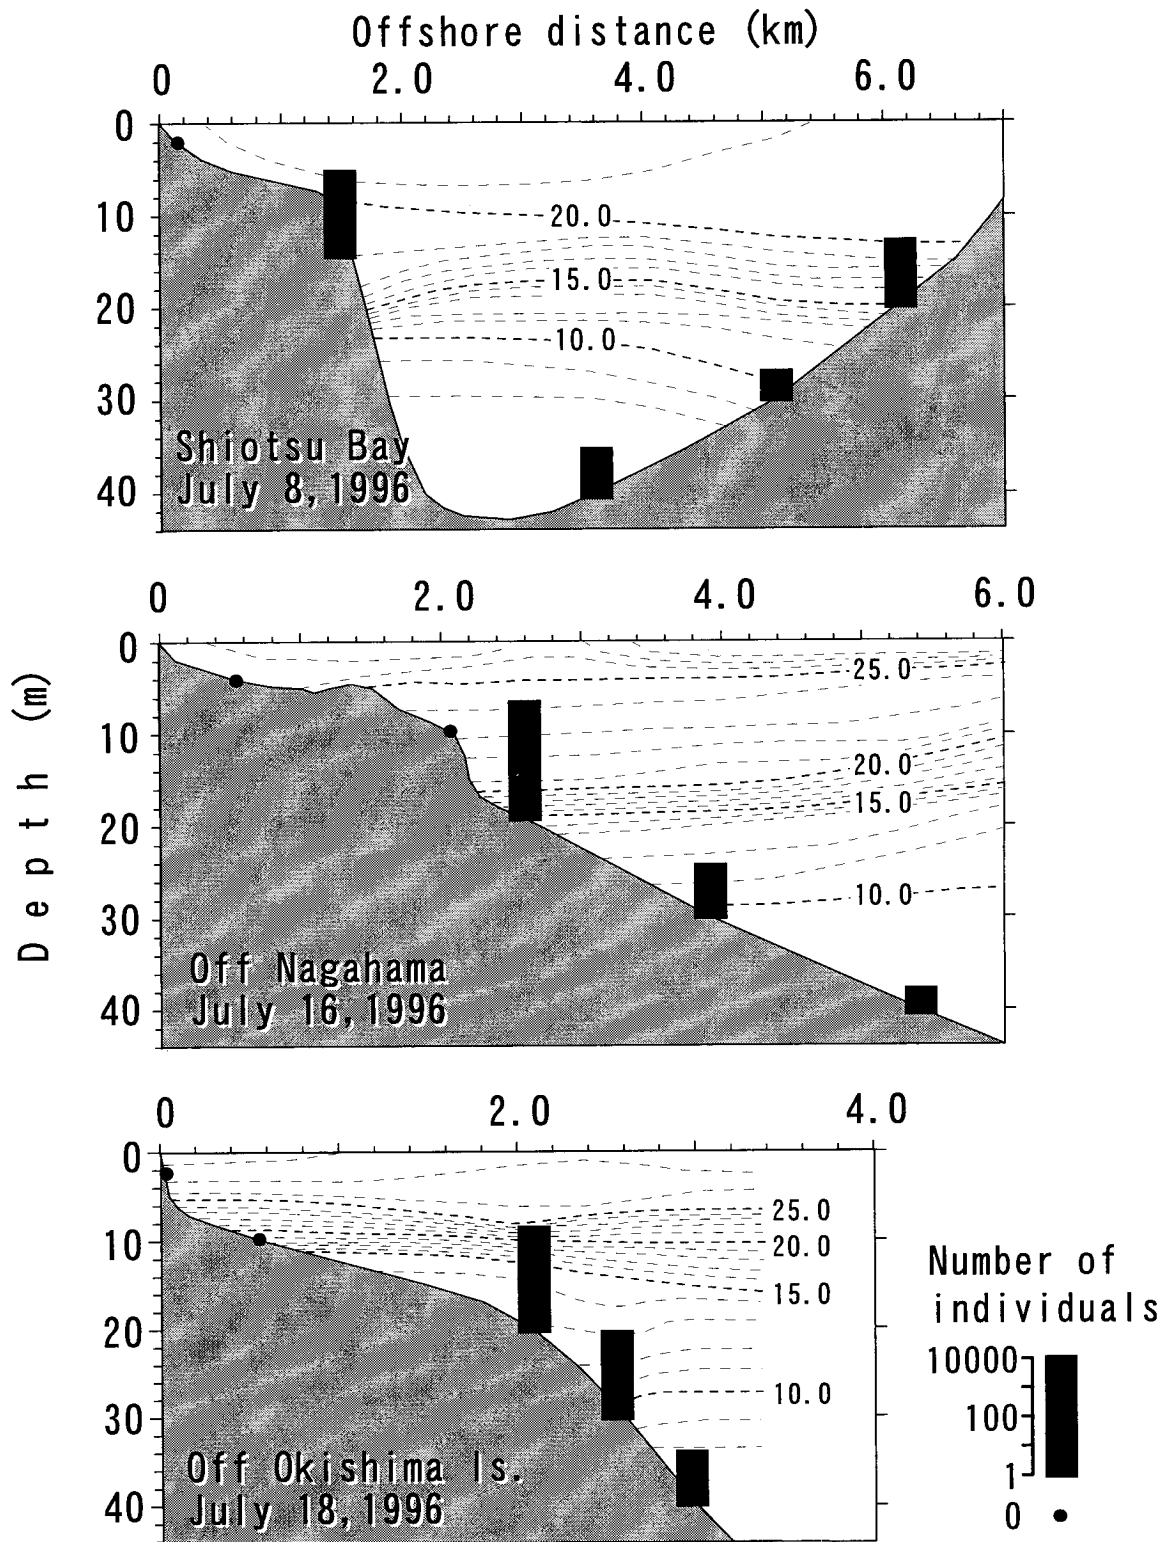 Offshore distance (km)
0 2.0 4.0 6.0
0
10
20
30
40
20.0
15.0
10.0
Shiotsu Bay
July 8, 1996
0 2.0 4.0 6.0
Depth (m)
0
10
20
30
40
25.0
20.0
15.0
10.0
Off Nagahama
July 16, 1996
0 2.0 4.0
0
10
20
30
40
25.0
20.0
15.0
10.0
Off Okishima Is.
July 18, 1996
Number of
individuals
10000
100
1
0